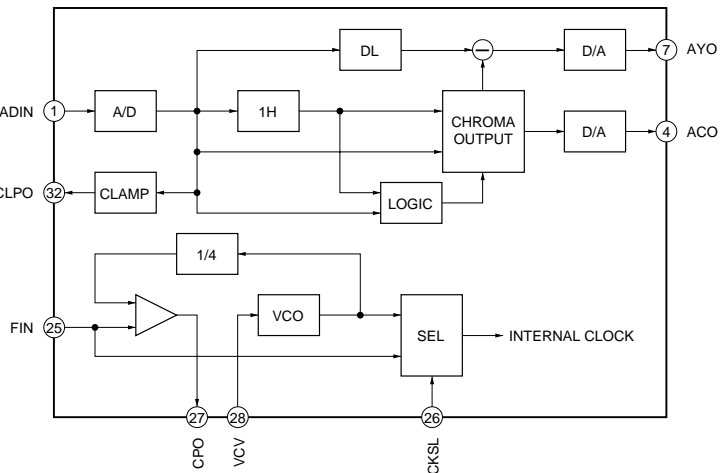 DL
D/A
7
AYO
ADIN
1
A/D
1H
CHROMA
OUTPUT
D/A
4
ACO
CLPO
32
CLAMP
LOGIC
1/4
VCO
SEL
INTERNAL CLOCK
FIN
25
27
28
26
CPO
VCV
CKSL